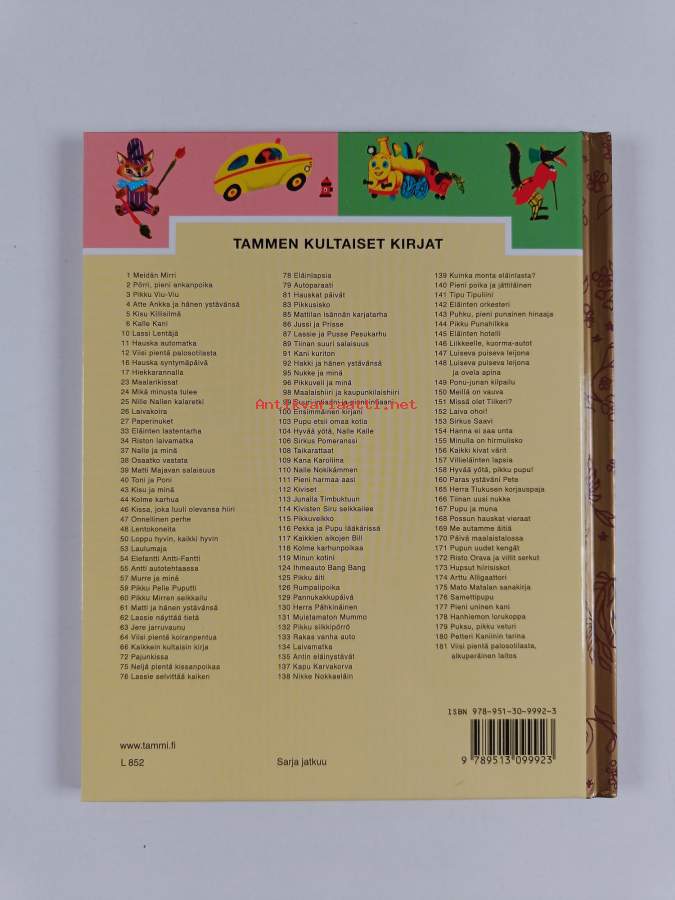 TAMMEN KULTAISET KIRJAT
1 Meidän Mirri
2 Pörri, pieni ankanpoika
3 Pikku Viu-Viu
4 Atte Ankka ja hänen ystävänsä
5 Kisu Killisilmä
6 Kalle Kani
10 Lassi Lentäjä
11 Hauska automatka
12 Viisi pientä palosotilasta
16 Hauska syntymäpäivä
17 Hiekkarannalla
23 Maalarikissat
24 Mikä minusta tulee
25 Nille Nallen kalaretki
26 Laivakoira
27 Paperinuket
33 Eläinten lastentarha
34 Riston laivamatka
37 Nalle ja minä
38 Osaatko vastata
39 Matti Majavan salaisuus
40 Toni ja Poni
43 Kisu ja minä
44 Kolme karhua
46 Kissa, joka luuli olevansa hiiri
47 Onnellinen perhe
48 Lentokoneita
50 Loppu hyvin, kaikki hyvin
53 Laulumaja
54 Elefantti Antti-Fantti
55 Antti autotehtaassa
57 Murre ja minä
59 Pikku Pelle Puputti
60 Pikku Mirren seikkailu
61 Matti ja hänen ystävänsä
62 Lassie näyttää tietä
63 Jere jarruvaunu
64 Viisi pientä koiranpentua
66 Kaikkein kultaisin kirja
72 Pajunkissa
75 Neljä pientä kissanpoikaa
76 Lassie selvittää kaiken
78 Eläinlapsia
79 Autoparaati
81 Hauskat päivät
83 Pikkusisko
85 Mattilan isännän karjatarha
86 Jussi ja Prisse
87 Lassie ja Pusse Pesukarhu
89 Tiinan suuri salaisuus
91 Kani kuriton
92 Hakki ja hänen ystävänsä
95 Nukke ja minä
96 Pikkuveli ja minä
98 Maalaishiiri ja kaupunkilaishiiri
99 Suuri intiaani ja pieni intiaani
100 Ensimmäinen kirjani
103 Pupu etsii omaa kotia
104 Hyvää yötä, Nalle Kalle
106 Sirkus Pomeranssi
108 Taikarattaat
109 Kana Karoliina
110 Nalle Nokikämmen
111 Pieni harmaa aasi
112 Kiviset
113 Junalla Timbuktuun
114 Kivisten Siru seikkailee
115 Pikkuveikko
116 Pekka ja Pupu lääkärissä
117 Kaikkien aikojen Bill
118 Kolme karhunpoikaa
119 Minun kotini
124 Ihmeauto Bang Bang
125 Pikku äiti
126 Rumpalipoika
129 Pannukakkupäivä
130 Herra Pähkinäinen
131 Muistamaton Mummo
132 Pikku silkkipörrö
133 Rakas vanha auto
134 Laivamatka
135 Antin eläinystävät
137 Kapu Karvakorva
138 Nikke Nokkaeläin
139 Kuinka monta eläinlasta?
140 Pieni poika ja jättiläinen
141 Tipu Tipuliini
142 Eläinten orkesteri
143 Puhku, pieni punainen hinaaja
144 Pikku Punahilkka
145 Eläinten hotelli
146 Liikkeelle, kuorma-autot
147 Luiseva puiseva leijona
148 Luiseva puiseva leijona
ja ovela apina
149 Ponu-junan kilpailu
150 Meillä on vauva
151 Missä olet Tiikeri?
152 Laiva ohoi!
153 Sirkus Saavi
154 Hanna ei saa unta
155 Minulla on hirmulisko
156 Kaikki kivat värit
157 Villieläinten lapsia
158 Hyvää yötä, pikku pupu!
160 Paras ystäväni Pete
165 Herra Tiukusen korjauspaja
166 Tiinan uusi nukke
167 Pupu ja muna
168 Possun hauskat vieraat
169 Me autamme äitiä
170 Päivä maalaistalossa
171 Pupun uudet kengät
172 Risto Orava ja villit serkut
173 Hupsut hiirisiskot
174 Arttu Alligaattori
175 Mato Matalan sanakirja
176 Samettipupu
177 Pieni uninen kani
178 Hanhiemon lorukoppa
179 Puksu, pikku veturi
180 Petteri Kaniinin tarina
181 Viisi pientä palosotilasta,
alkuperäinen laitos
Antikvariaatti.net
ISBN 978-951-30-9992-3
9 789513 099923
www.tammi.fi
L 852
Sarja jatkuu